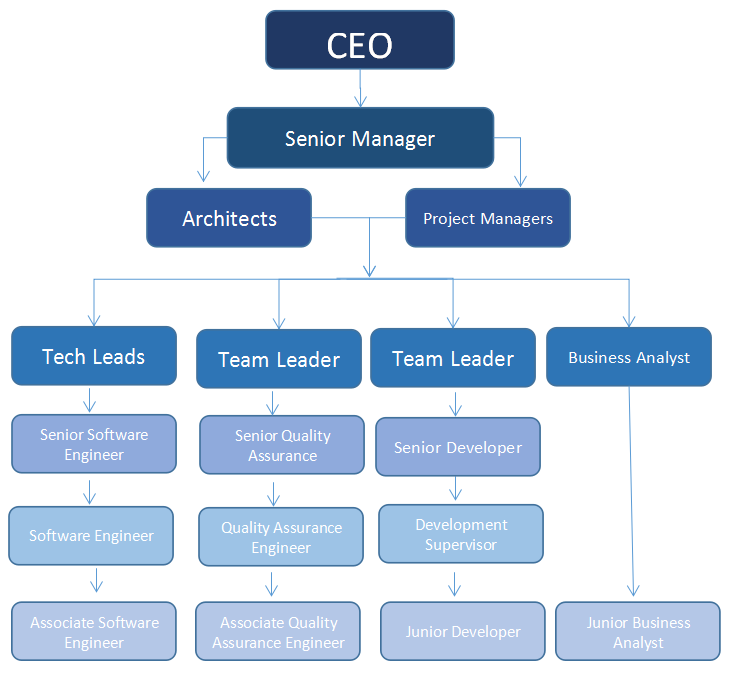 CEO
Senior Manager
Architects
Project Managers
Tech Leads
Team Leader
Team Leader
Business Analyst
Senior Software
Engineer
Senior Quality
Assurance
Senior Developer
Software Engineer
Quality Assurance
Engineer
Development
Supervisor
Associate Software
Engineer
Associate Quality
Assurance Engineer
Junior Developer
Junior Business
Analyst